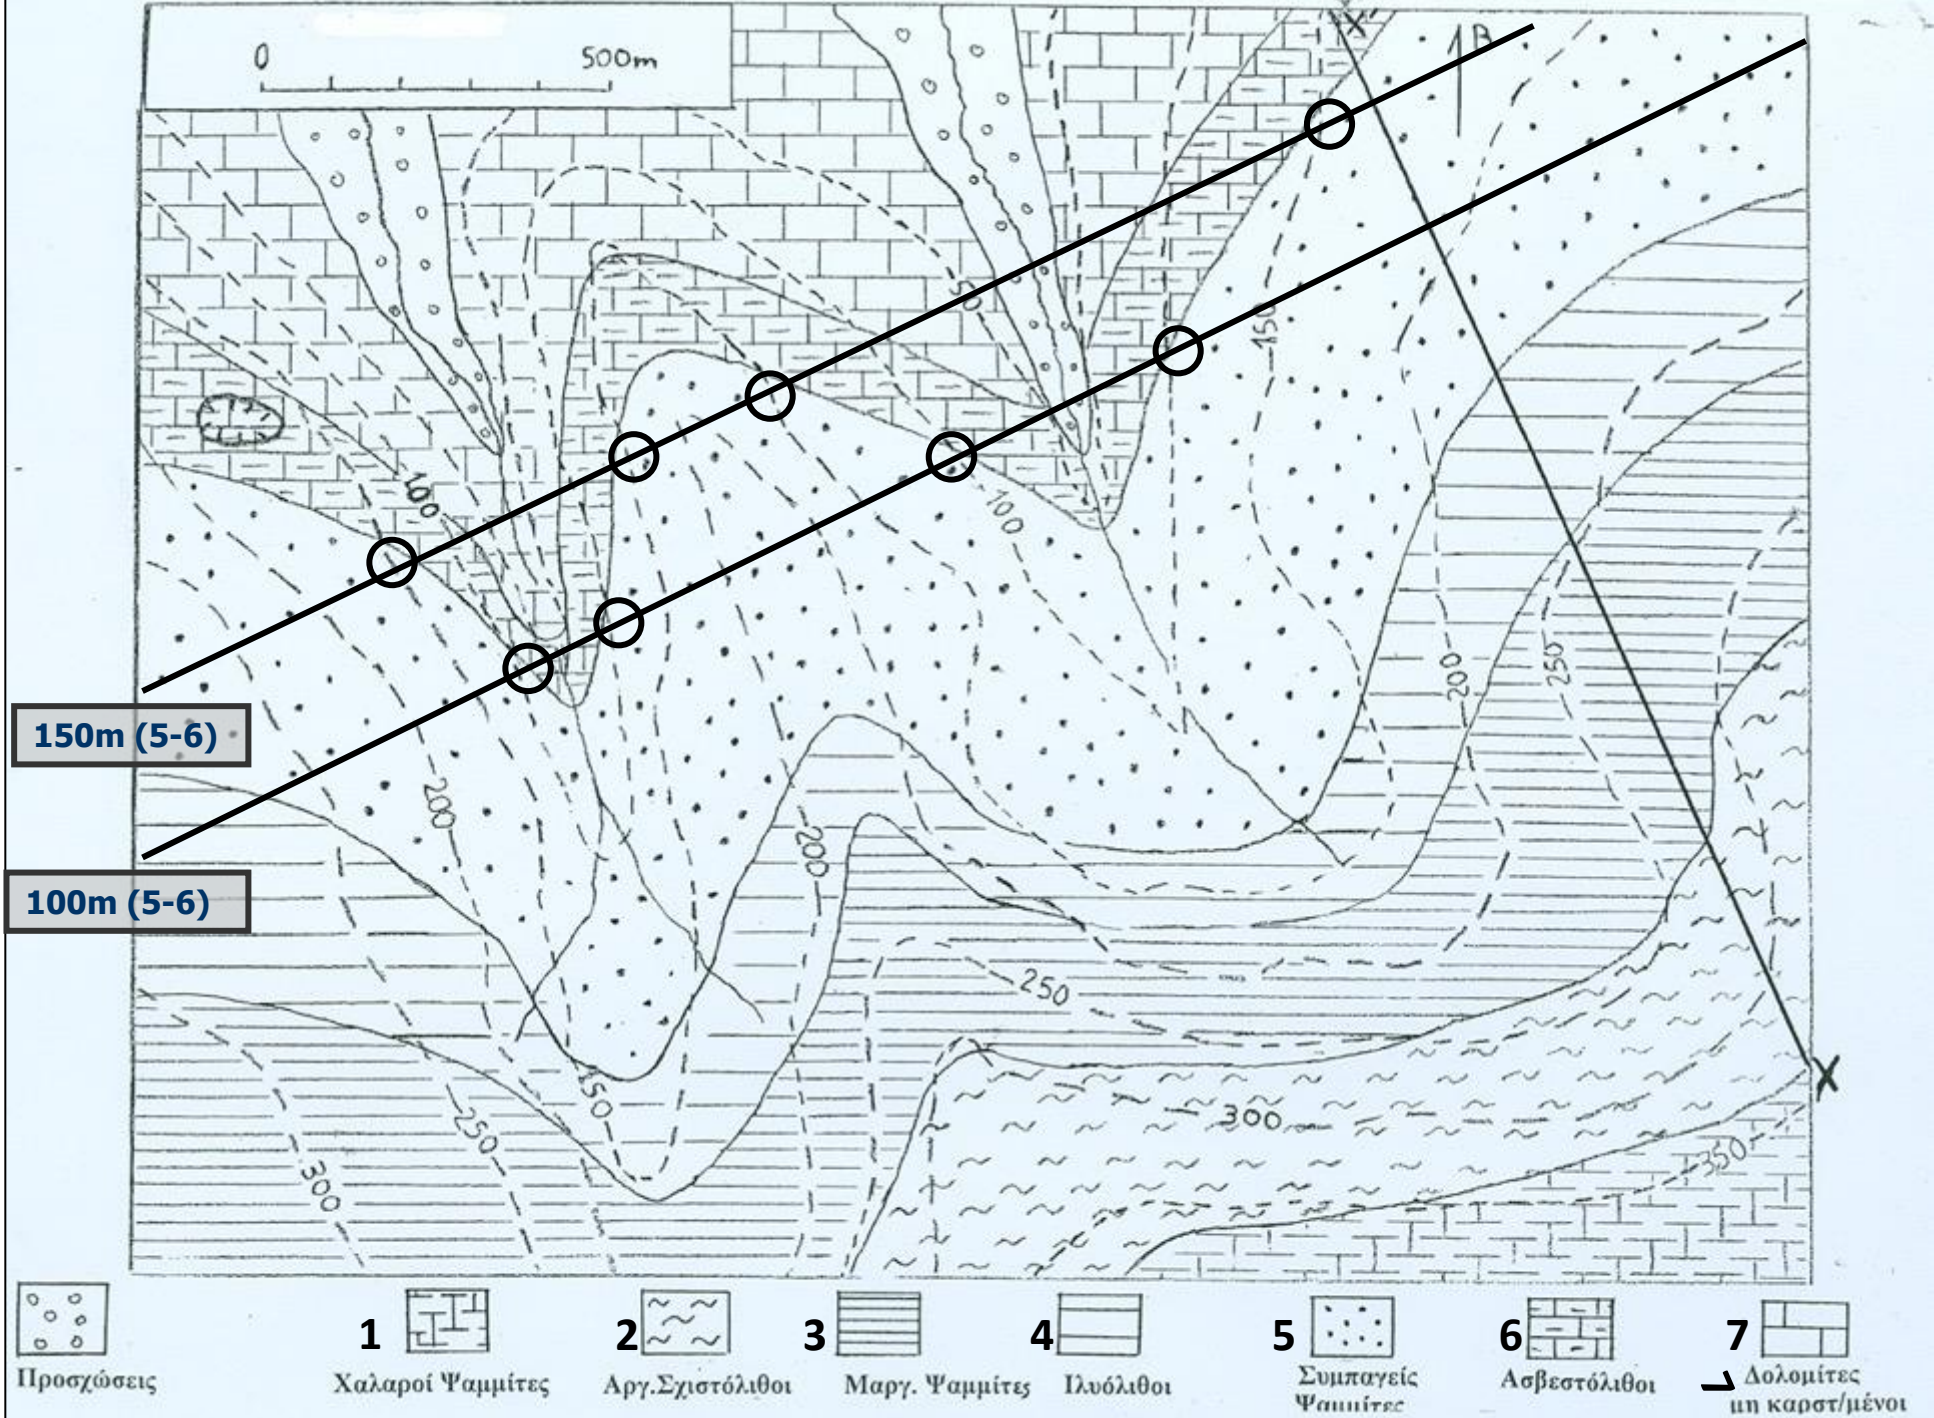 0 500m
X' B
50
150
100
100
150m (5-6)
200
250
200
200
100m (5-6)
250
150
250
300
300
350
X
1 2 3 4 5 6 7
Προσχώσεις
Χαλαροί Ψαμμίτες
Αργ.Σχιστόλιθοι
Μαργ. Ψαμμίτες
Ιλυόλιθοι
Συμπαγείς
Ψαμμίτες
Ασβεστόλιθοι
Δολομίτες
μη καρστ/μένοι